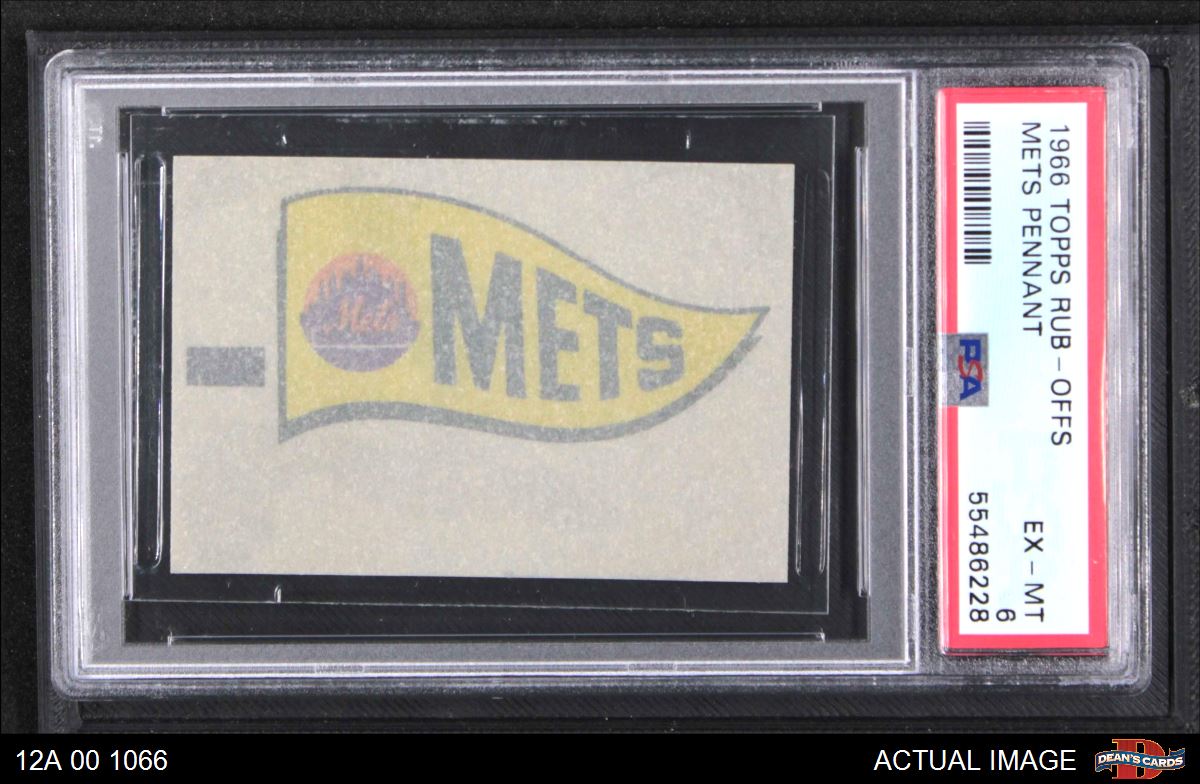 Mets
METS
1966 TOPPS RUB-OFFS
METS PENNANT
EX-MT
6
55486228
PSA
12A 00 1066
ACTUAL IMAGE
D
DEAN'S CARDS